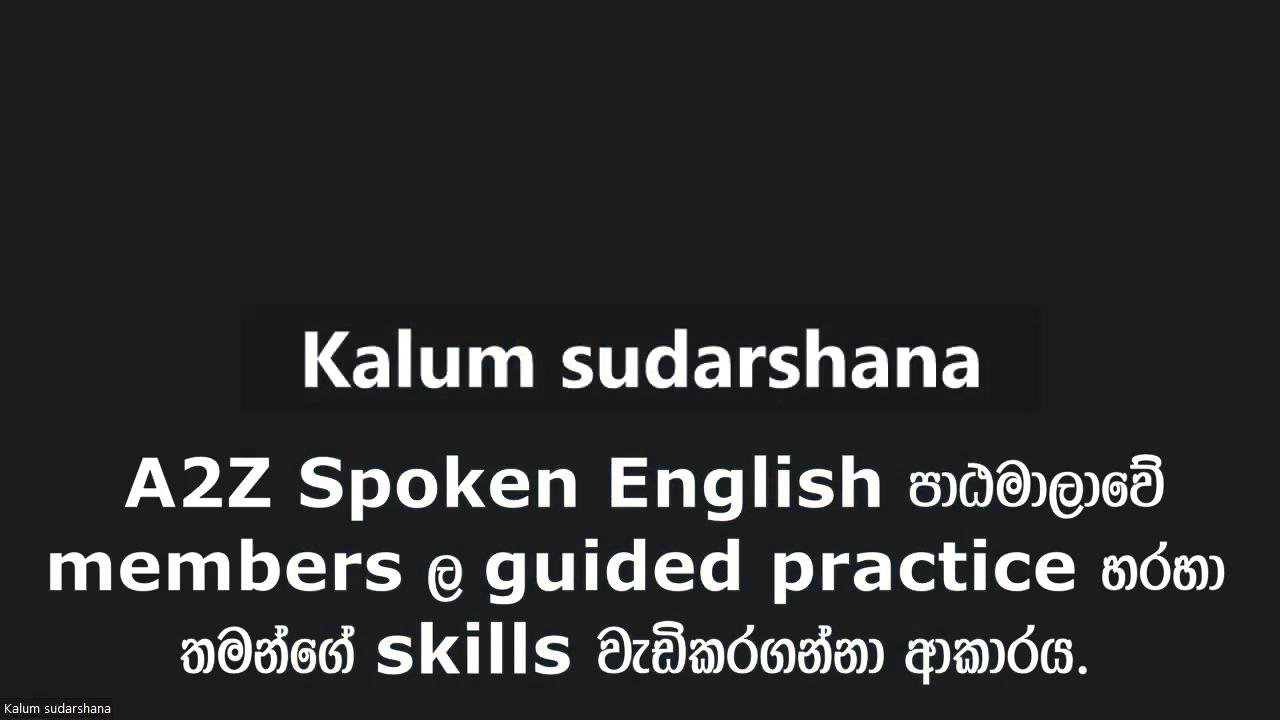 Kalum sudarshana
A2Z Spoken English පාඨමාලාවේ
members ල guided practice හරහා
තමන්ගේ skills වැඩිකරගන්නා ආකාරය.
Kalum sudarshana